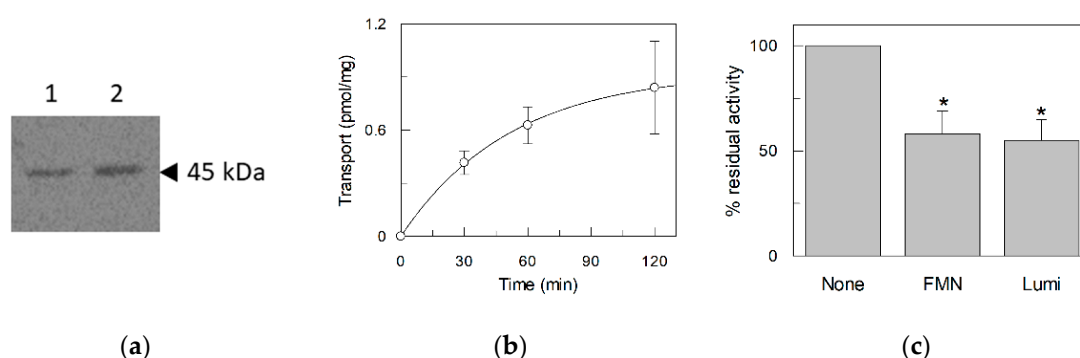 1 2
◄ 45 kDa
(a)
Transport (pmol/mg)
1.2
0.6
0
0 30 60 90 120
Time (min)
(b)
% residual activity
100
50
0
* *
None FMN Lumi
(c)